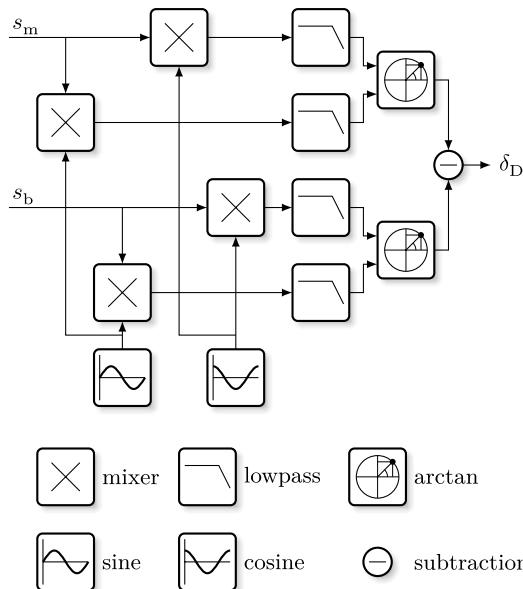 s_m
s_b
δ_D
mixer
lowpass
arctan
sine
cosine
subtraction